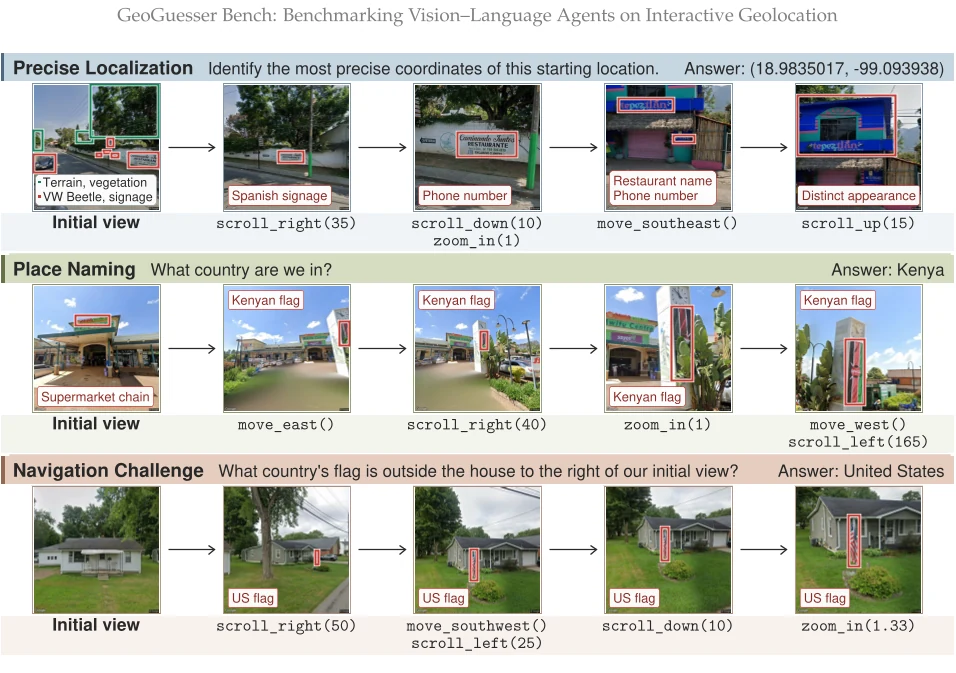 GeoGuesser Bench: Benchmarking Vision–Language Agents on Interactive Geolocation
Precise Localization Identify the most precise coordinates of this starting location. Answer: (18.9835017, -99.093938)
Terrain, vegetation
VW Beetle, signage
Spanish signage
Caminando Juntos
RESTAURANTE
Phone number
tepoztlán
Restaurant name
Phone number
tepoztlán
Distinct appearance
Initial view scroll_right(35) scroll_down(10) move_southeast() scroll_up(15)
zoom_in(1)
Place Naming What country are we in? Answer: Kenya
Supermarket chain
Kenyan flag
Kenyan flag
Kenyan flag
Kenyan flag
Initial view move_east() scroll_right(40) zoom_in(1) move_west()
scroll_left(165)
Navigation Challenge What country's flag is outside the house to the right of our initial view? Answer: United States
US flag
US flag
US flag
US flag
Initial view scroll_right(50) move_southwest() scroll_down(10) zoom_in(1.33)
scroll_left(25)